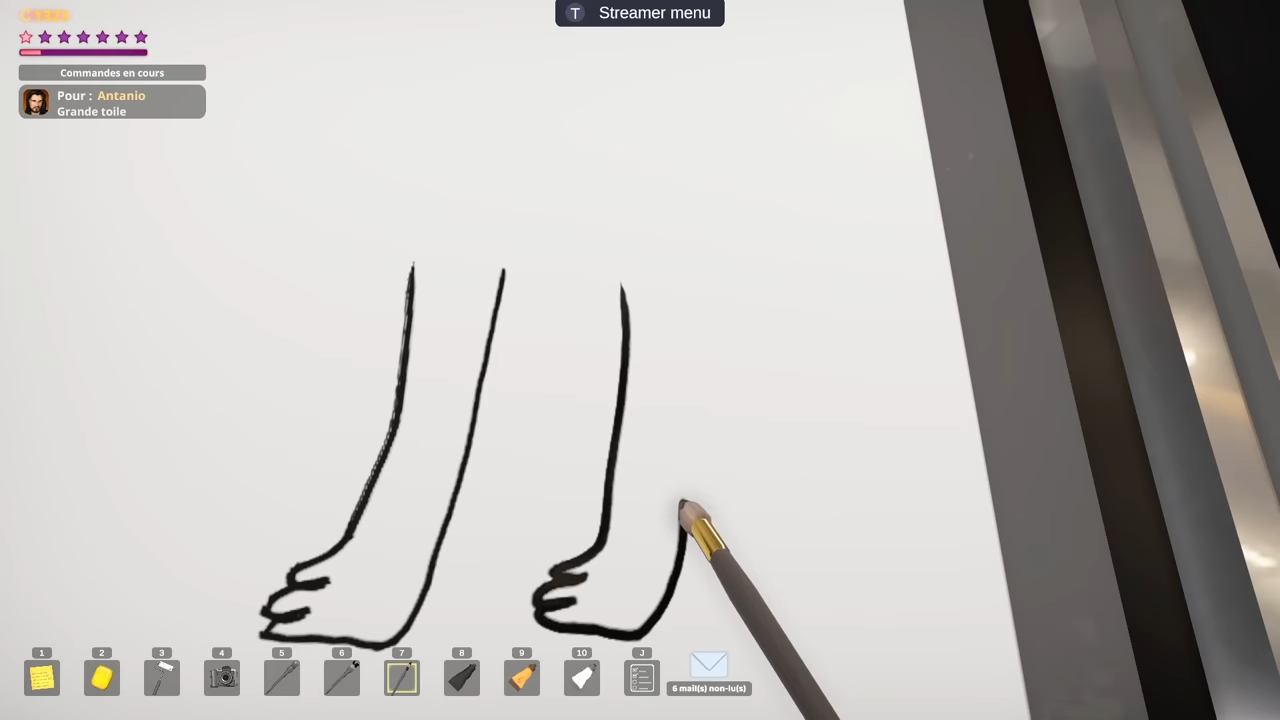 T Streamer menu
Commandes en cours
Pour : Antanio
Grande toile
1 2 3 4 5 6 7 8 9 10 J
6 mail(s) non-lu(s)